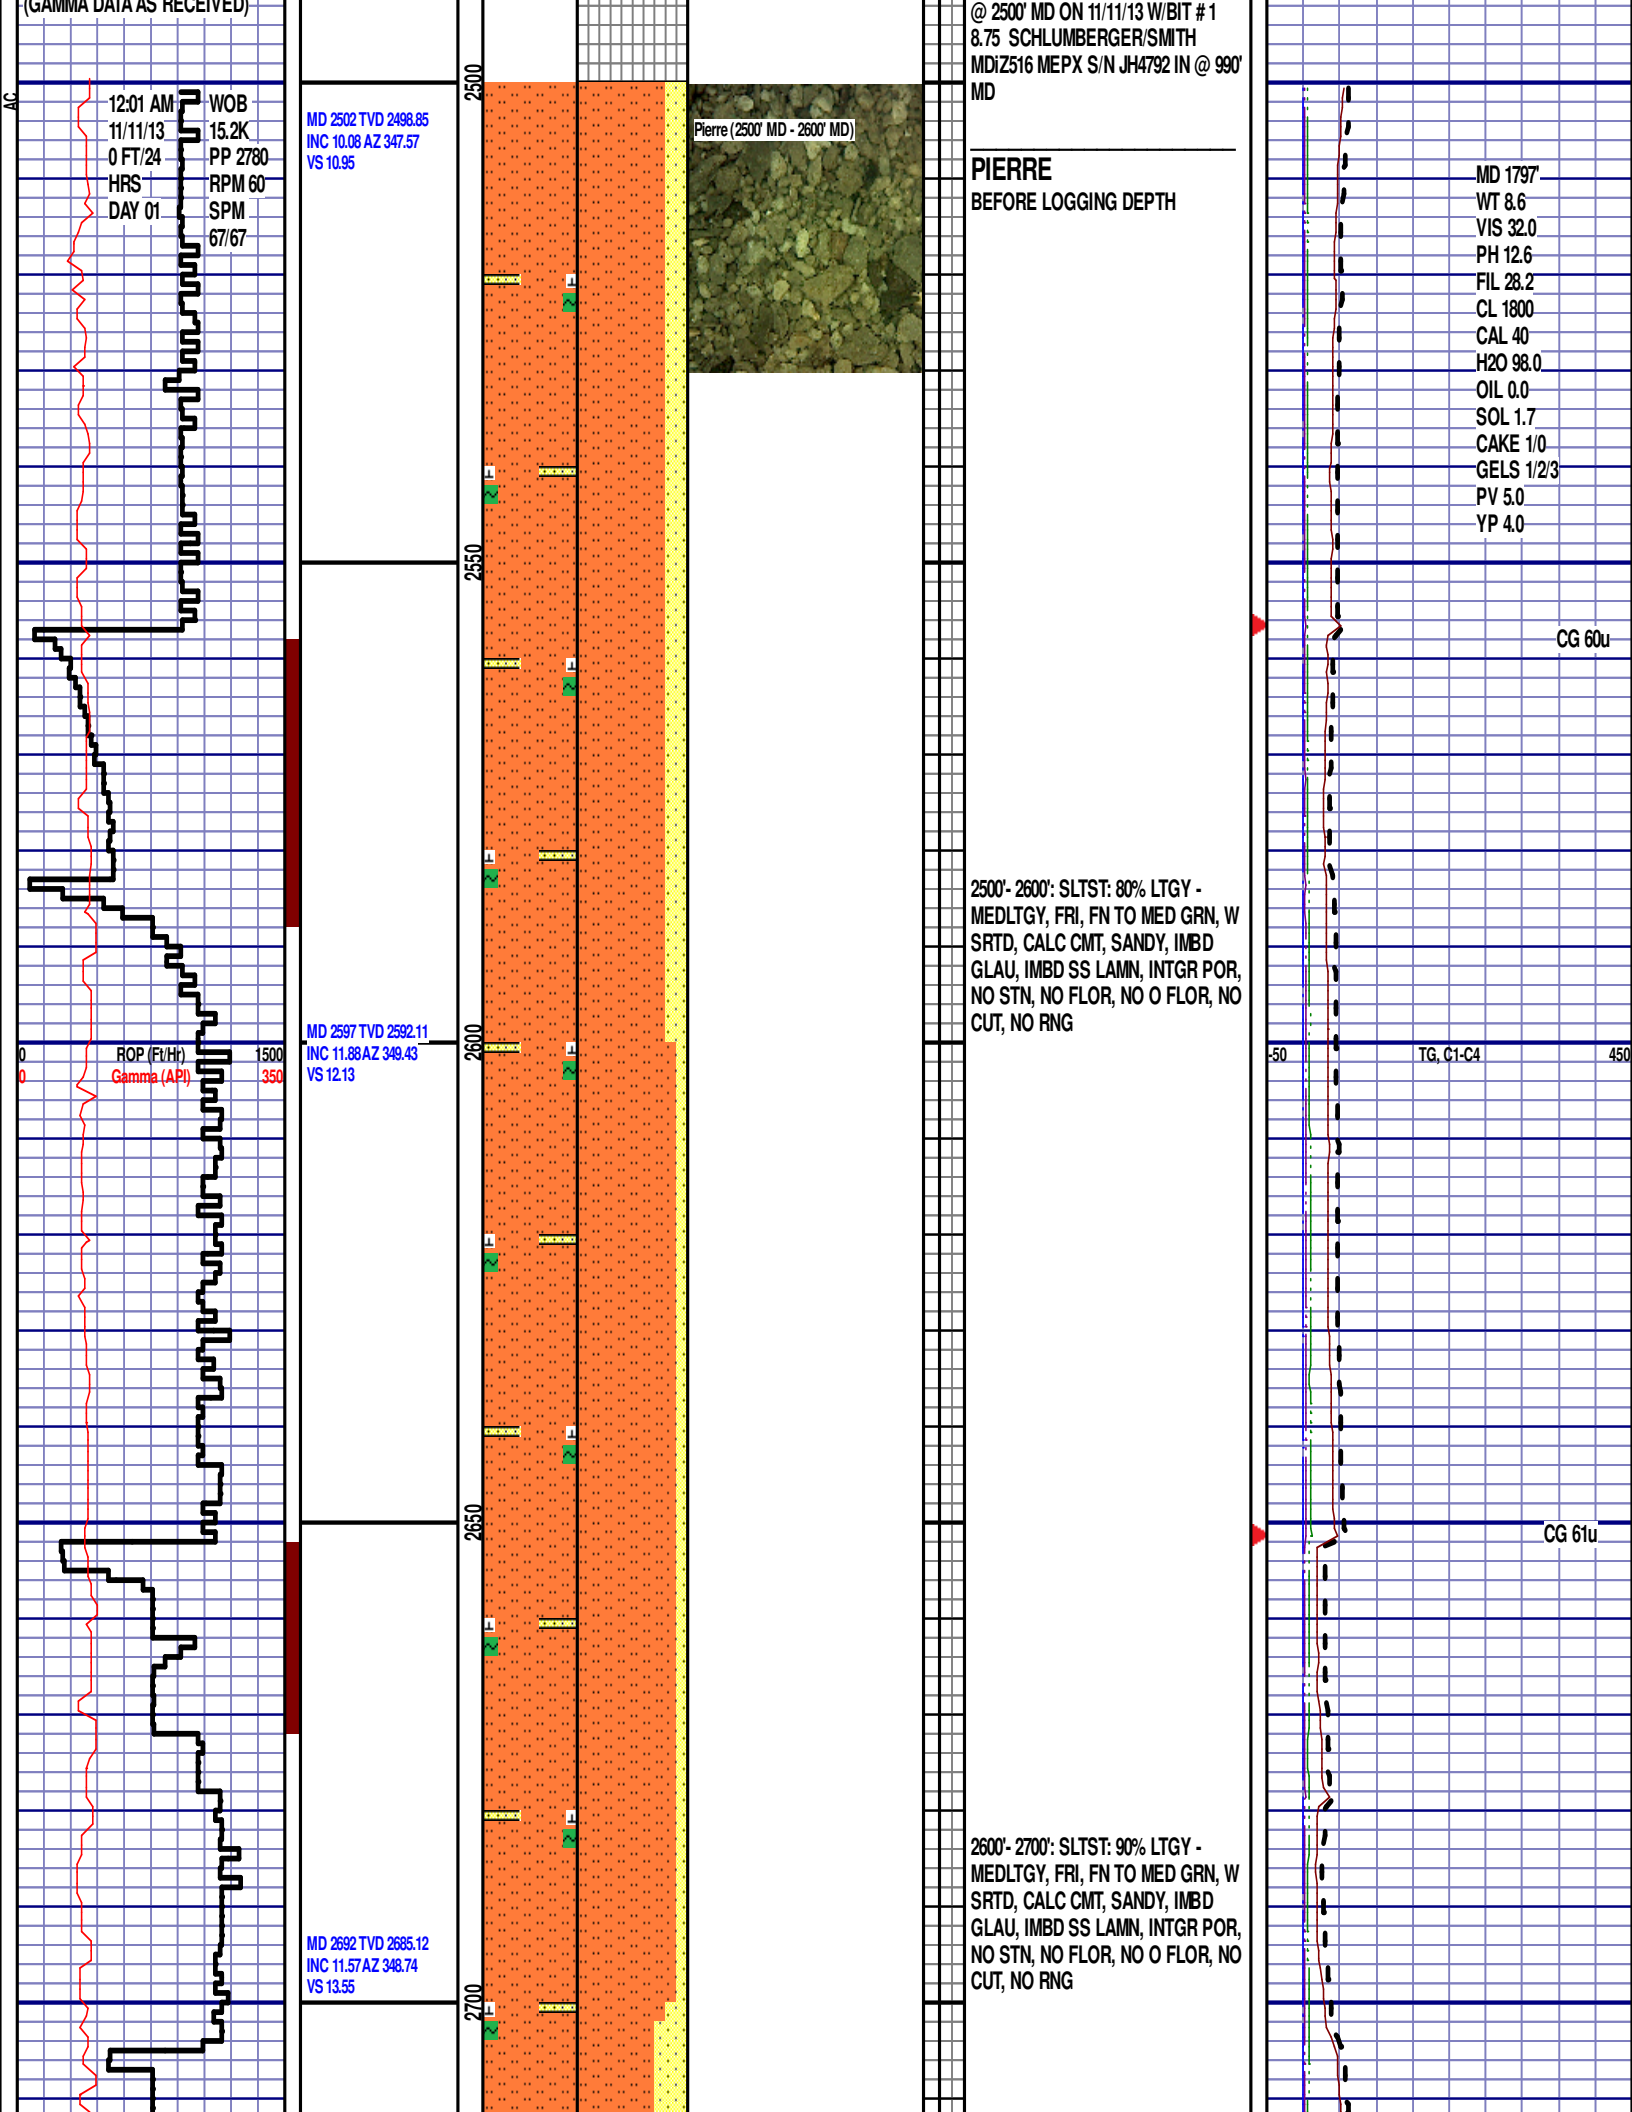 (GAMMA DATA AS RECEIVED)
AC
12:01 AM
11/11/13
0 FT/24
HRS
DAY 01
WOB
15.2K
PP 2780
RPM 60
SPM
67/67
MD 2502 TVD 2498.85
INC 10.08 AZ 347.57
VS 10.95
2500
Pierre (2500' MD - 2600' MD)
@ 2500' MD ON 11/11/13 W/BIT # 1
8.75 SCHLUMBERGER/SMITH
MDiZ516 MEPX S/N JH4792 IN @ 990'
MD
PIERRE
BEFORE LOGGING DEPTH
MD 1797'
WT 8.6
VIS 32.0
PH 12.6
FIL 28.2
CL 1800
CAL 40
H2O 98.0
OIL 0.0
SOL 1.7
CAKE 1/0
GELS 1/2/3
PV 5.0
YP 4.0
2550
CG 60u
2500'- 2600': SLTST: 80% LTGY -
MEDLTGY, FRI, FN TO MED GRN, W
SRTD, CALC CMT, SANDY, IMBD
GLAU, IMBD SS LAMN, INTGR POR,
NO STN, NO FLOR, NO O FLOR, NO
CUT, NO RNG
MD 2597 TVD 2592.11
INC 11.88 AZ 349.43
VS 12.13
2600
0 ROP (Ft/Hr) 1500
0 Gamma (API) 350
-50 TG, C1-C4 450
2650
CG 61u
2600'- 2700': SLTST: 90% LTGY -
MEDLTGY, FRI, FN TO MED GRN, W
SRTD, CALC CMT, SANDY, IMBD
GLAU, IMBD SS LAMN, INTGR POR,
NO STN, NO FLOR, NO O FLOR, NO
CUT, NO RNG
MD 2692 TVD 2685.12
INC 11.57 AZ 348.74
VS 13.55
2700